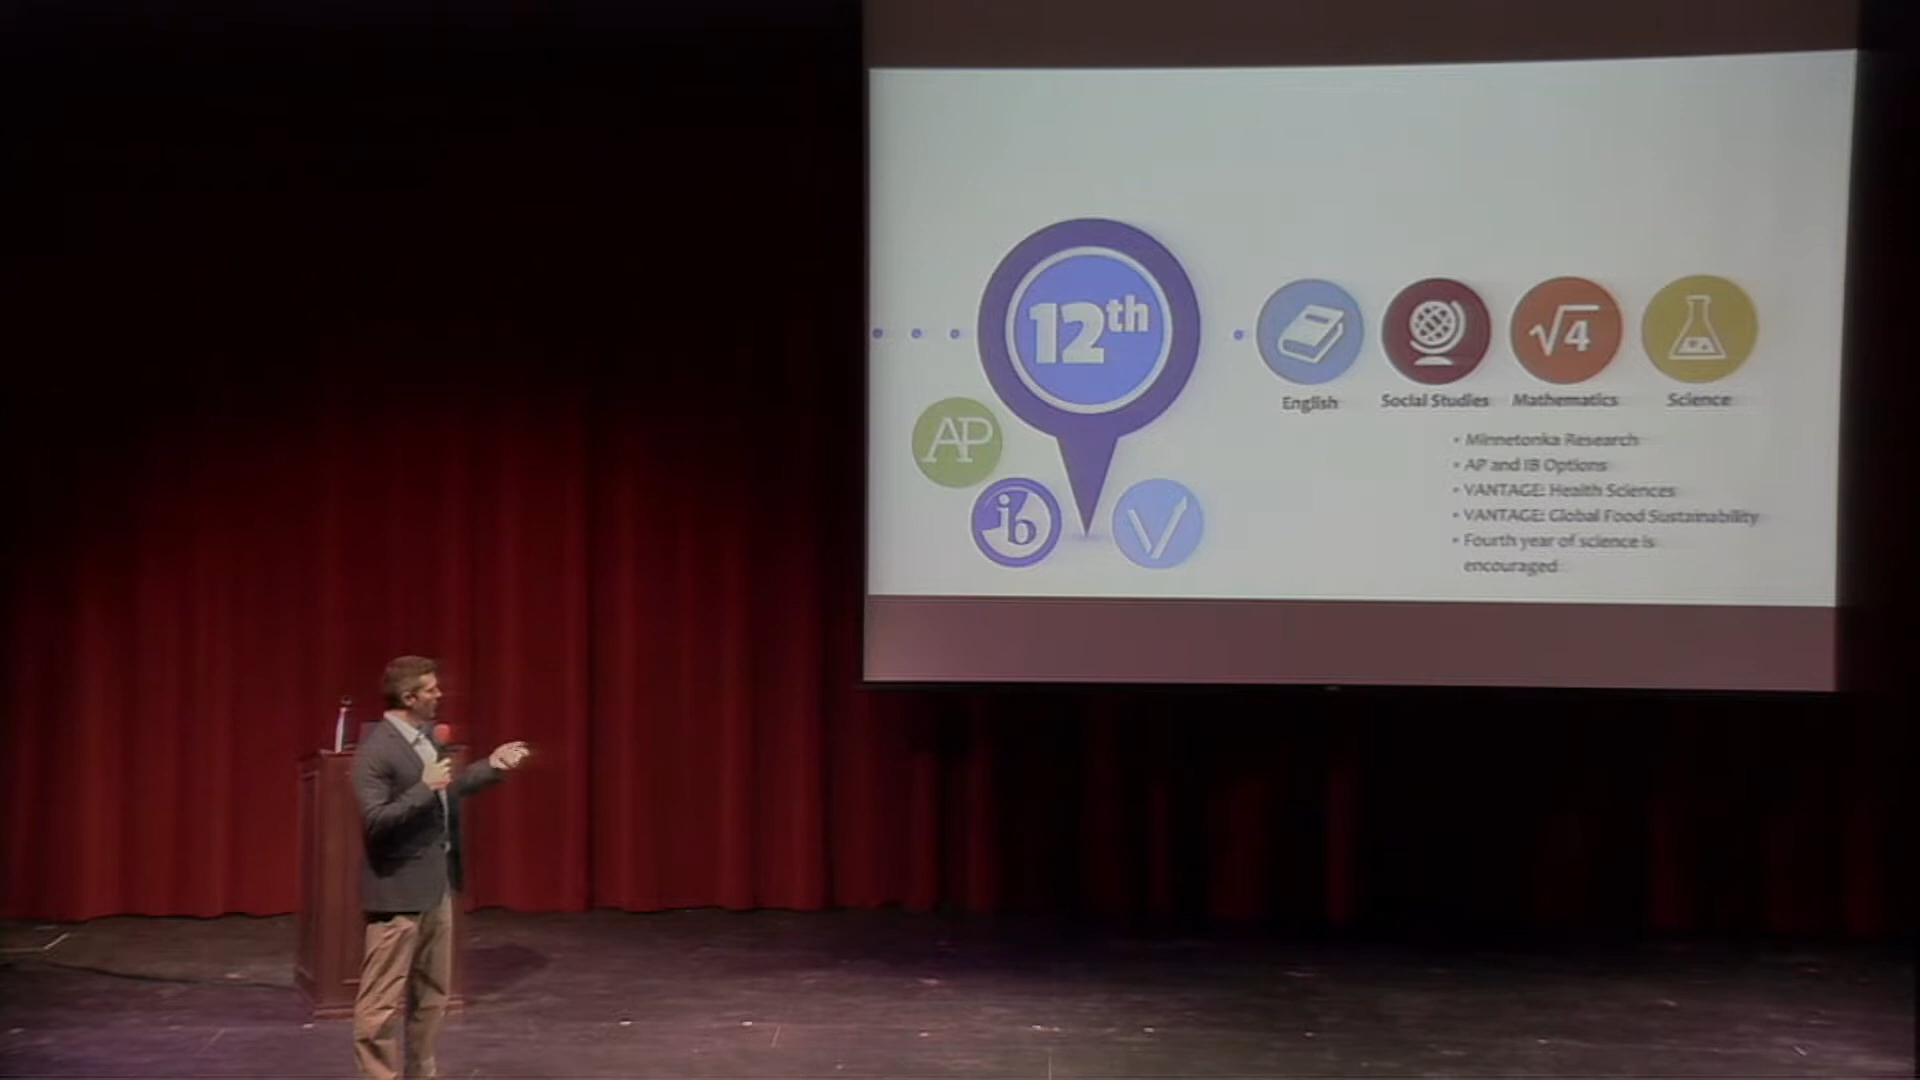 12th
√4
English
Social Studies
Mathematics
Science
AP
ib
V
• Minnetonka Research
• AP and IB Options
• VANTAGE: Health Sciences
• VANTAGE: Global Food Sustainability
• Fourth year of science is
encouraged